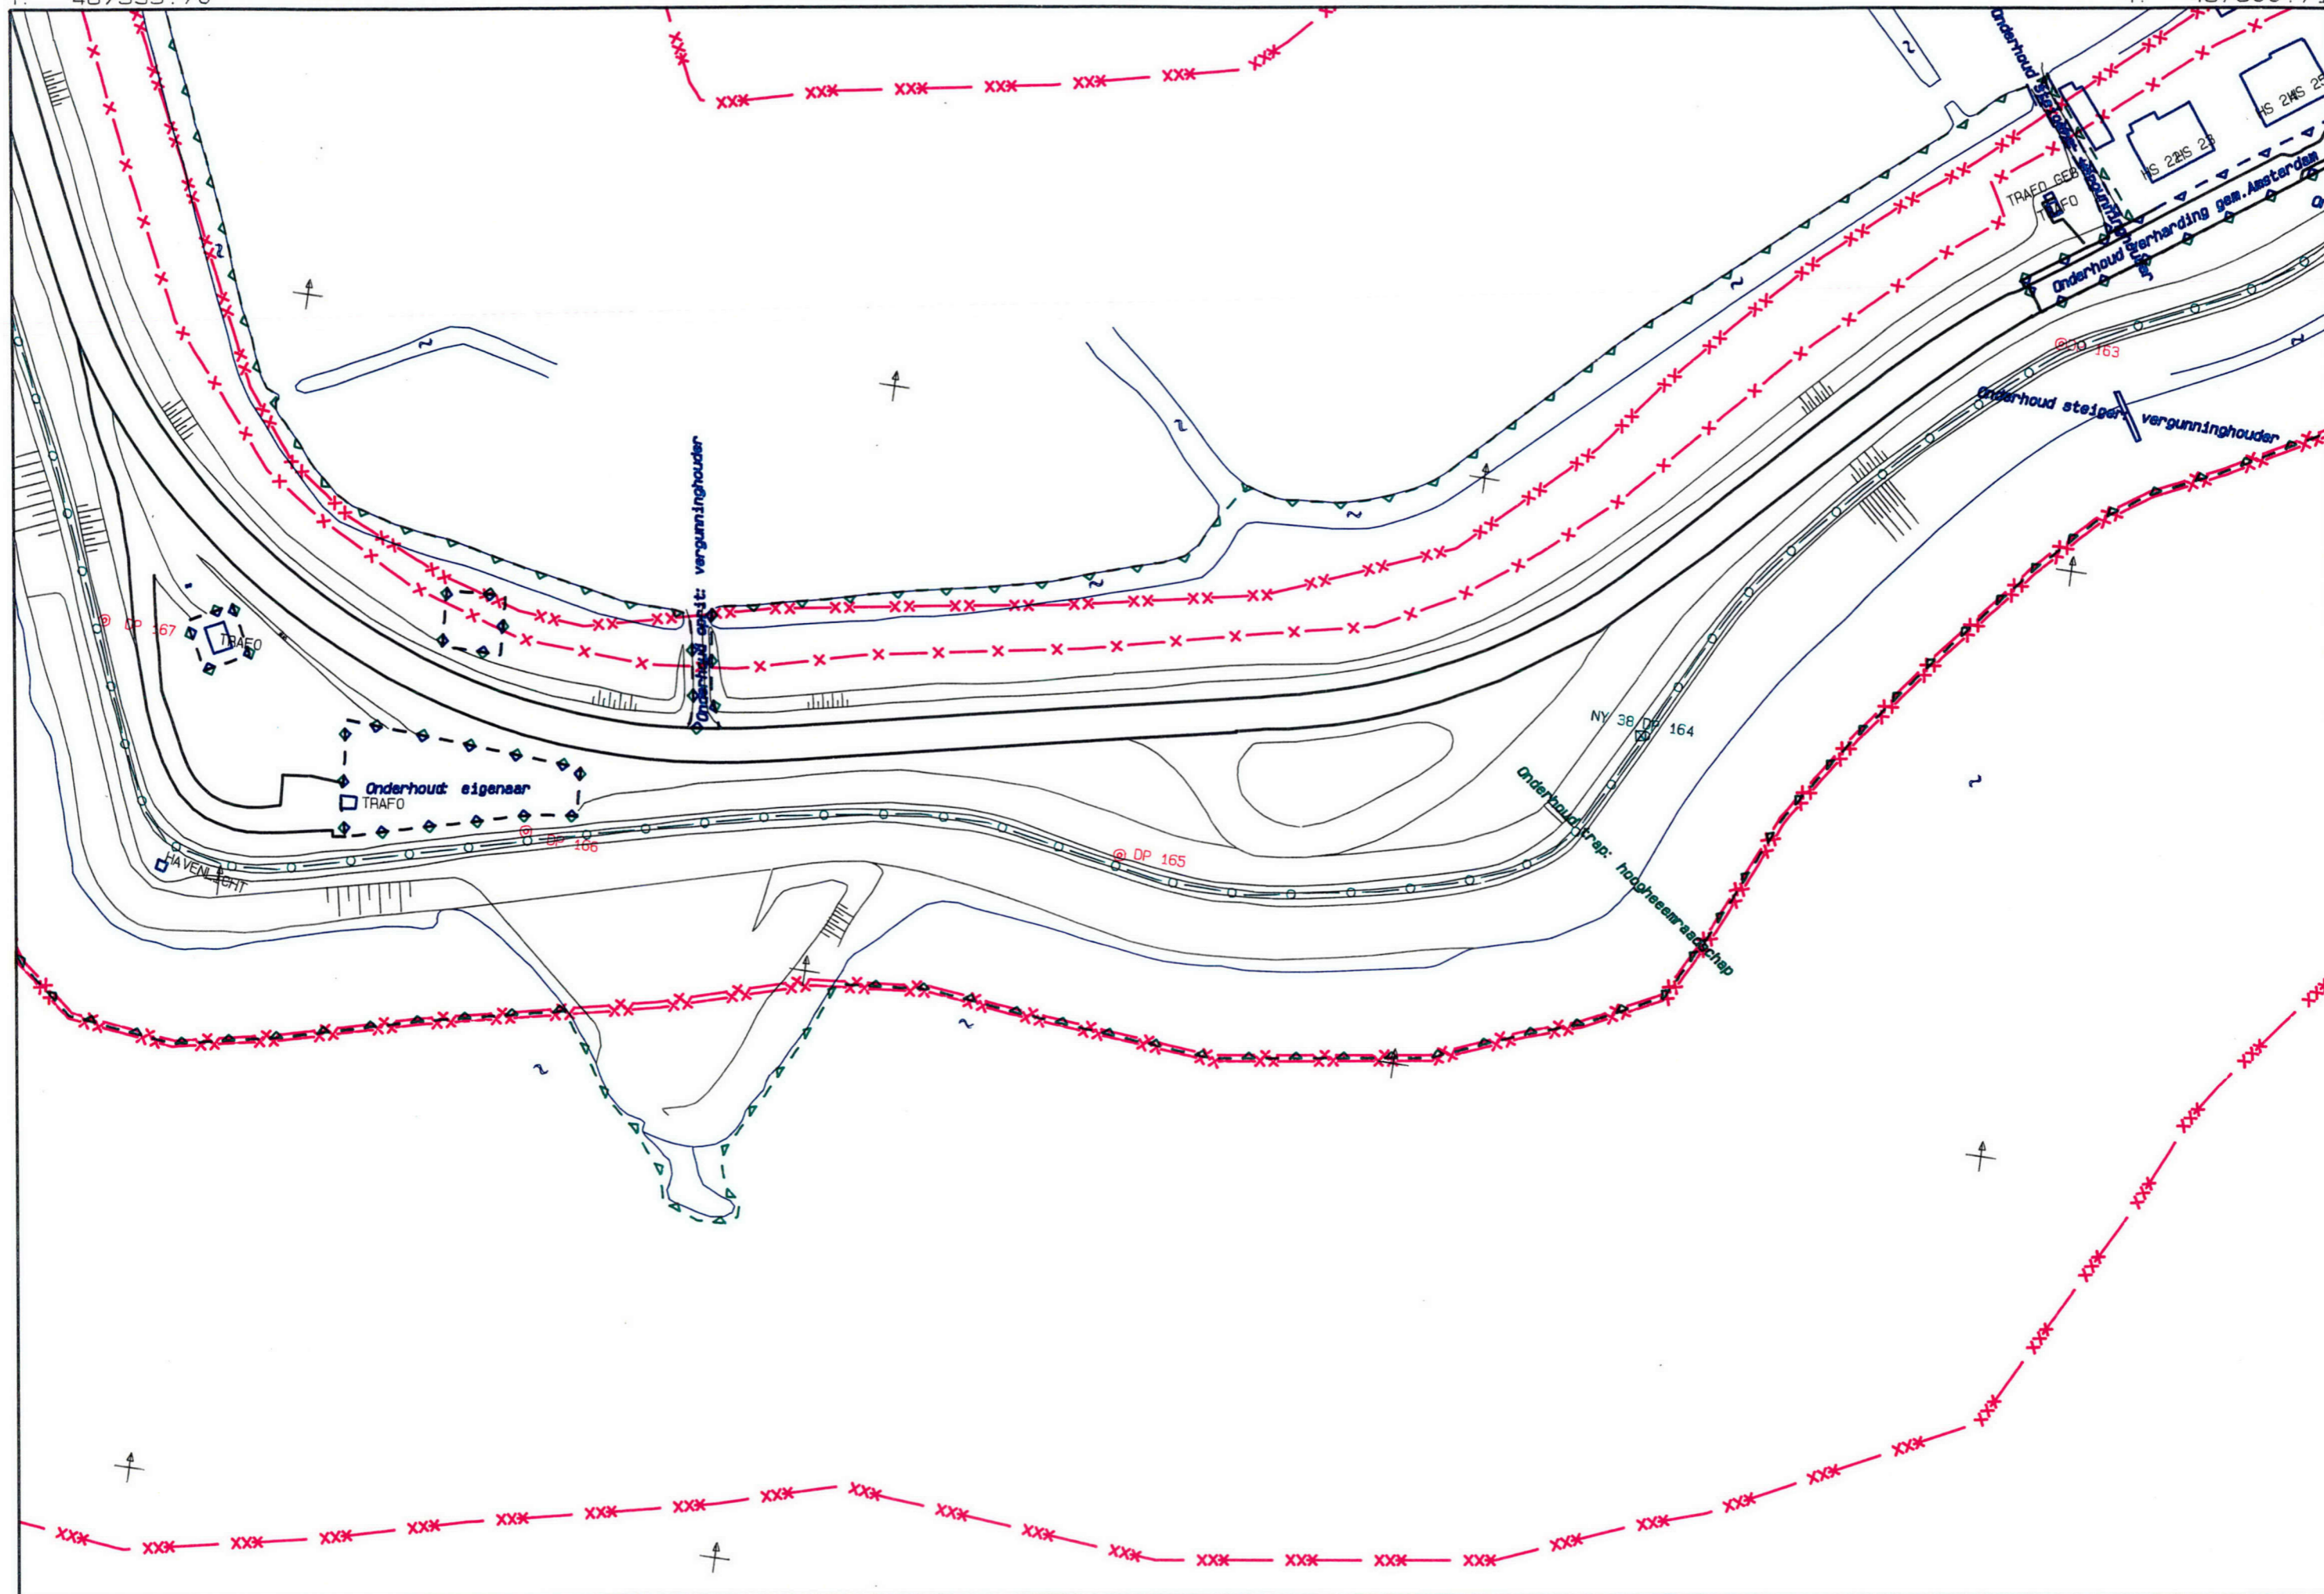 HS 24
HS 25
HS 22
HS 23
TRAFO GEB
TRAFO
Onderhoud verharding gem. Amsterdam
163
Onderhoud steiger: vergunninghouder
Onderhoud oprit: vergunninghouder
DP 167
TRAFO
NY 38 DP 164
Onderhoud: eigenaar
TRAFO
DP 166
DP 165
HAVENLICHT
Onderhoud trap: hoogheemraadschap